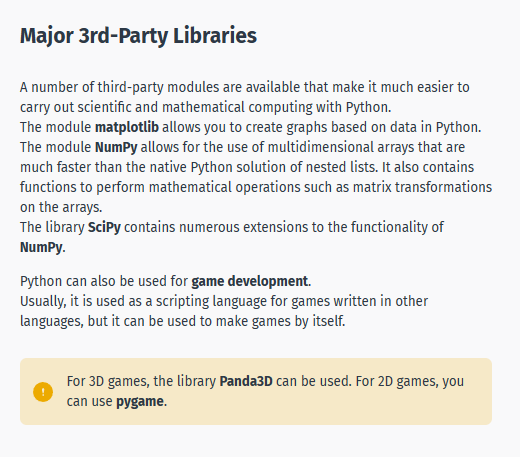 Major 3rd-Party Libraries
A number of third-party modules are available that make it much easier to
carry out scientific and mathematical computing with Python.
The module matplotlib allows you to create graphs based on data in Python.
The module NumPy allows for the use of multidimensional arrays that are
much faster than the native Python solution of nested lists. It also contains
functions to perform mathematical operations such as matrix transformations
on the arrays.
The library SciPy contains numerous extensions to the functionality of
NumPy.
Python can also be used for game development.
Usually, it is used as a scripting language for games written in other
languages, but it can be used to make games by itself.
For 3D games, the library Panda3D can be used. For 2D games, you
can use pygame.